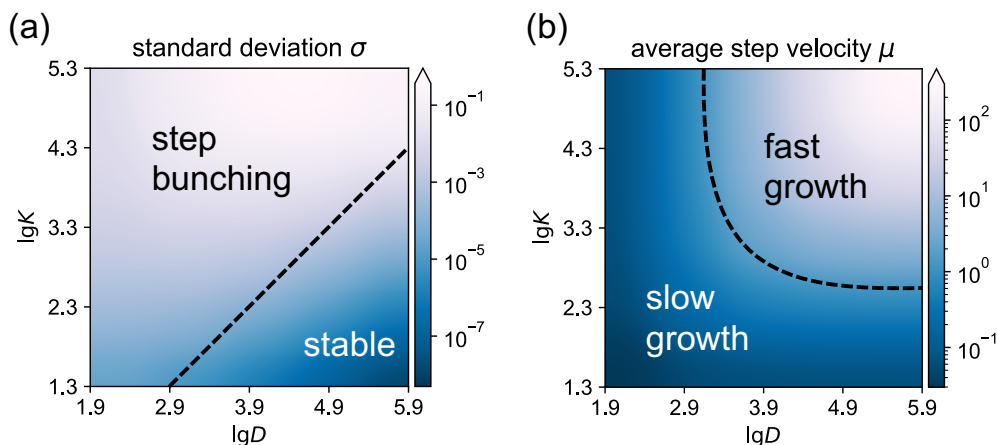 (a)
standard deviation σ
5.3
4.3
3.3
2.3
1.3
lgK
1.9
2.9
3.9
4.9
5.9
lgD
step
bunching
stable
10⁻¹
10⁻³
10⁻⁵
10⁻⁷
(b)
average step velocity μ
5.3
4.3
3.3
2.3
1.3
lgK
1.9
2.9
3.9
4.9
5.9
lgD
fast
growth
slow
growth
10²
10¹
10⁰
10⁻¹